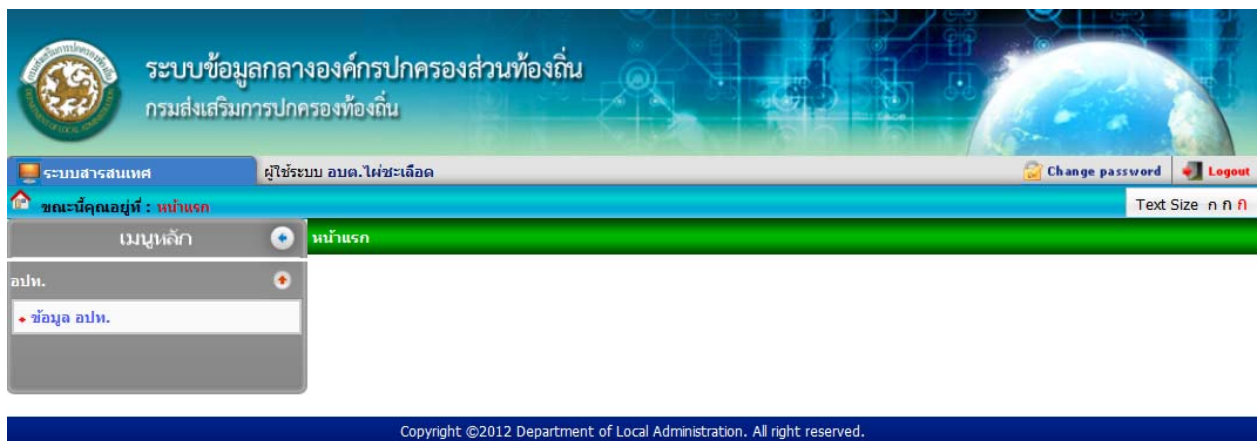 ระบบข้อมูลกลางองค์กรปกครองส่วนท้องถิ่น
กรมส่งเสริมการปกครองท้องถิ่น
ระบบสารสนเทศ
ผู้ใช้ระบบ อบต.ไผ่ชะเลือด
Change password
Logout
ขณะนี้คุณอยู่ที่ : หน้าแรก
Text Size ก ก ก
เมนูหลัก
หน้าแรก
อปท.
ข้อมูล อปท.
Copyright ©2012 Department of Local Administration. All right reserved.